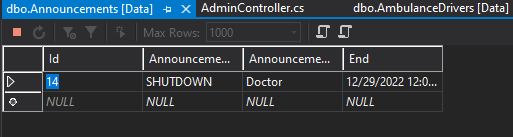 dbo.Announcements [Data] AdminController.cs dbo.AmbulanceDrivers [Data]
Max Rows: 1000
Id Announceme... Announceme... End
14 SHUTDOWN Doctor 12/29/2022 12:0...
NULL NULL NULL NULL